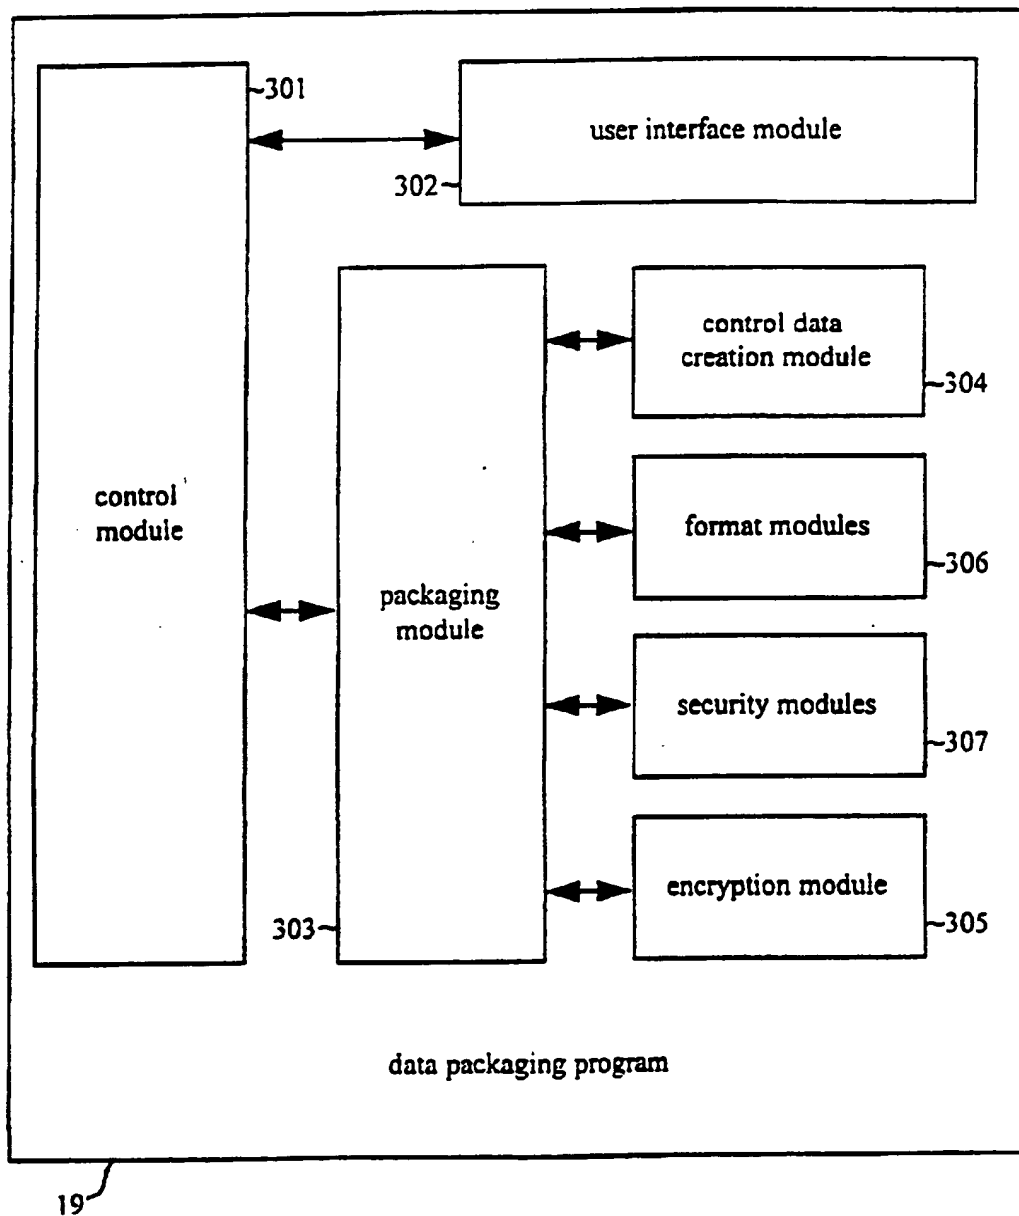 301
user interface module
302
control data
creation module
304
control
module
format modules
306
packaging
module
security modules
307
encryption module
303
305
data packaging program
19